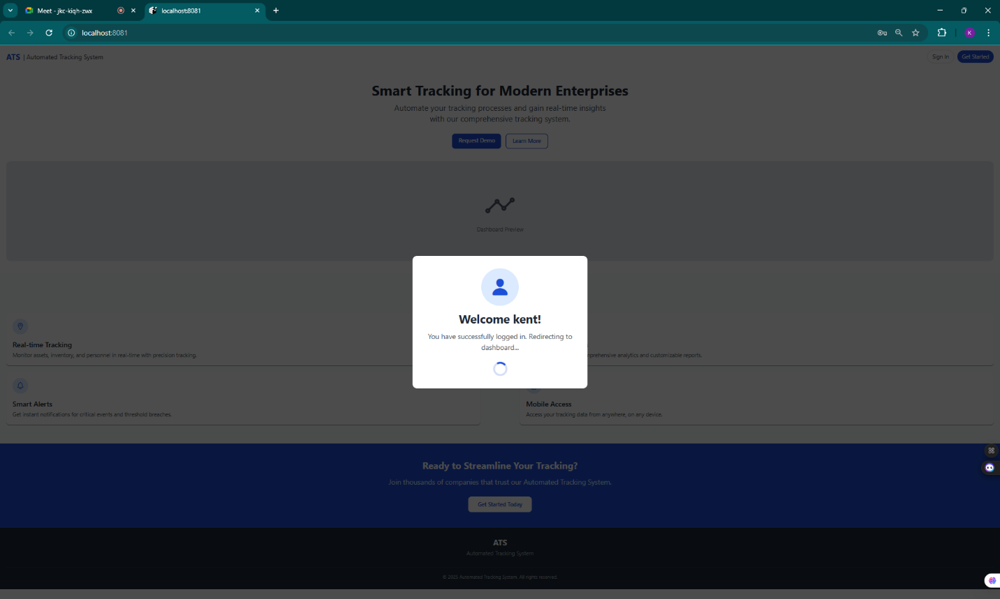 Meet - jkc-kiqh-zwx
localhost:8081
localhost:8081
K
ATS | Automated Tracking System
Sign In
Get Started
Smart Tracking for Modern Enterprises
Automate your tracking processes and gain real-time insights
with our comprehensive tracking system.
Request Demo
Learn More
Dashboard Preview
Welcome kent!
You have successfully logged in. Redirecting to
dashboard...
Real-time Tracking
Monitor assets, inventory, and personnel in real-time with precision tracking.
analytics and customizable reports.
Smart Alerts
Get instant notifications for critical events and threshold breaches.
Mobile Access
Access your tracking data from anywhere, on any device.
Ready to Streamline Your Tracking?
Join thousands of companies that trust our Automated Tracking System.
Get Started Today
ATS
Automated Tracking System
© 2025 Automated Tracking System. All rights reserved.